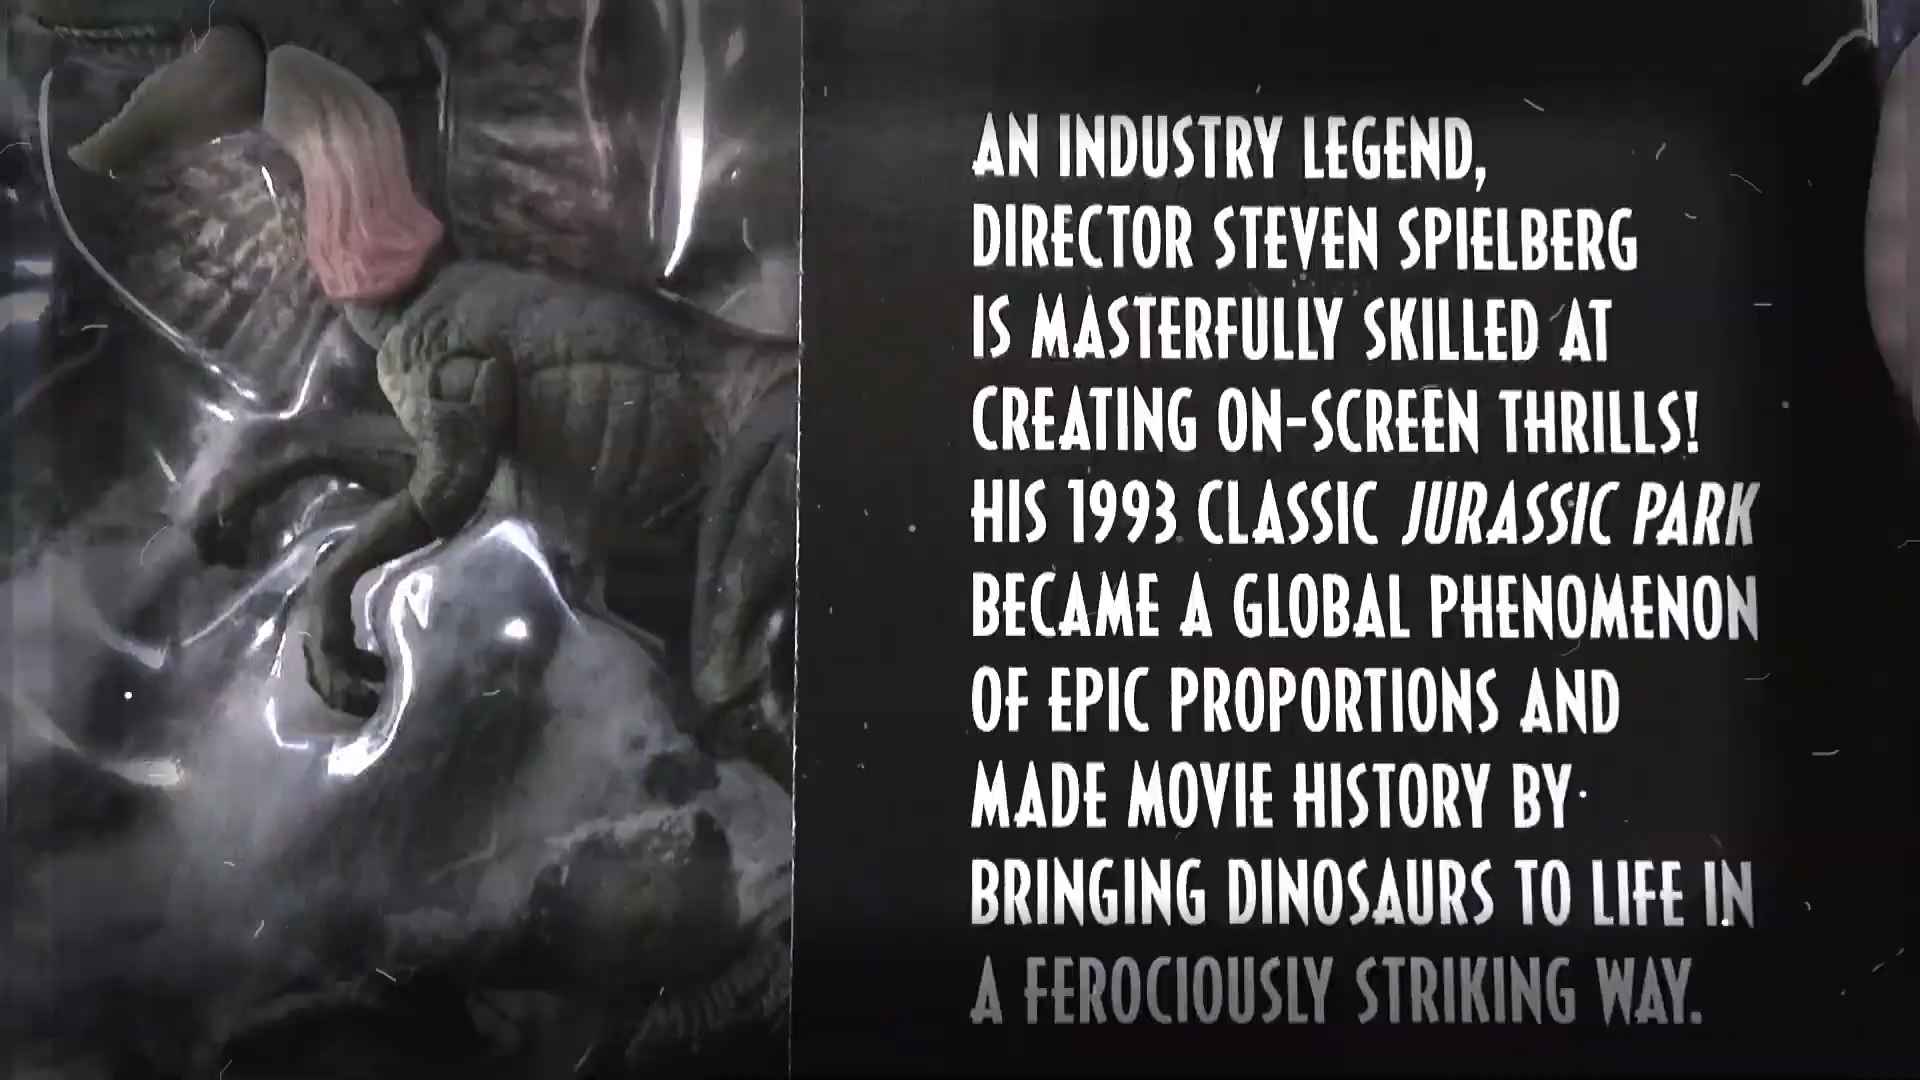 AN INDUSTRY LEGEND,
DIRECTOR STEVEN SPIELBERG
IS MASTERFULLY SKILLED AT
CREATING ON-SCREEN THRILLS!
HIS 1993 CLASSIC JURASSIC PARK
BECAME A GLOBAL PHENOMENON
OF EPIC PROPORTIONS AND
MADE MOVIE HISTORY BY
BRINGING DINOSAURS TO LIFE IN
A FEROCIOUSLY STRIKING WAY.